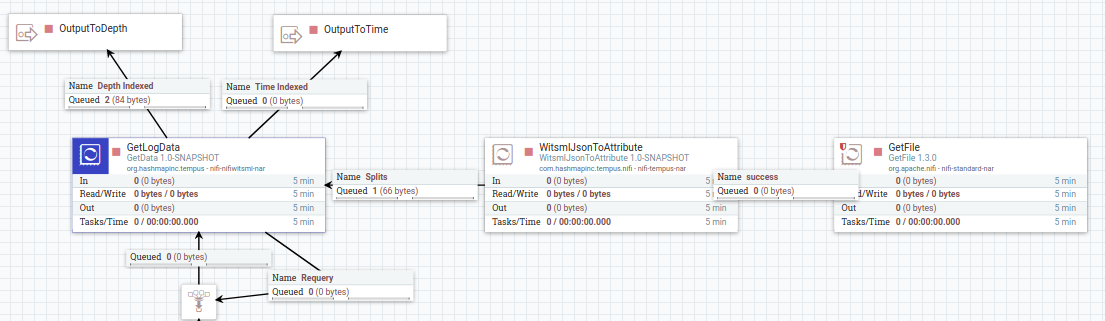 OutputToDepth
OutputToTime
Name Depth Indexed
Queued 2 (84 bytes)
Name Time Indexed
Queued 0 (0 bytes)
GetLogData
GetData 1.0-SNAPSHOT
org.hashmapinc.tempus - nifi-nifiwitsml-nar
In 0 (0 bytes) 5 min
Read/Write 0 bytes / 0 bytes 5 min
Out 0 (0 bytes) 5 min
Tasks/Time 0 / 00:00:00.000 5 min
Name Splits
Queued 1 (66 bytes)
WitsmlJsonToAttribute
WitsmlJsonToAttribute 1.0-SNAPSHOT
com.hashmapinc.tempus.nifi - nifi-tempus-nar
In 0 (0 bytes) 5 min
Read/Write 0 bytes / 0 bytes 5 min
Out 0 (0 bytes) 5 min
Tasks/Time 0 / 00:00:00.000 5 min
Name success
Queued 0 (0 bytes)
GetFile
GetFile 1.3.0
org.apache.nifi - nifi-standard-nar
0 (0 bytes) 5 min
d/Write 0 bytes / 0 bytes 5 min
Out 0 (0 bytes) 5 min
Tasks/Time 0 / 00:00:00.000 5 min
Queued 0 (0 bytes)
Name Requery
Queued 0 (0 bytes)